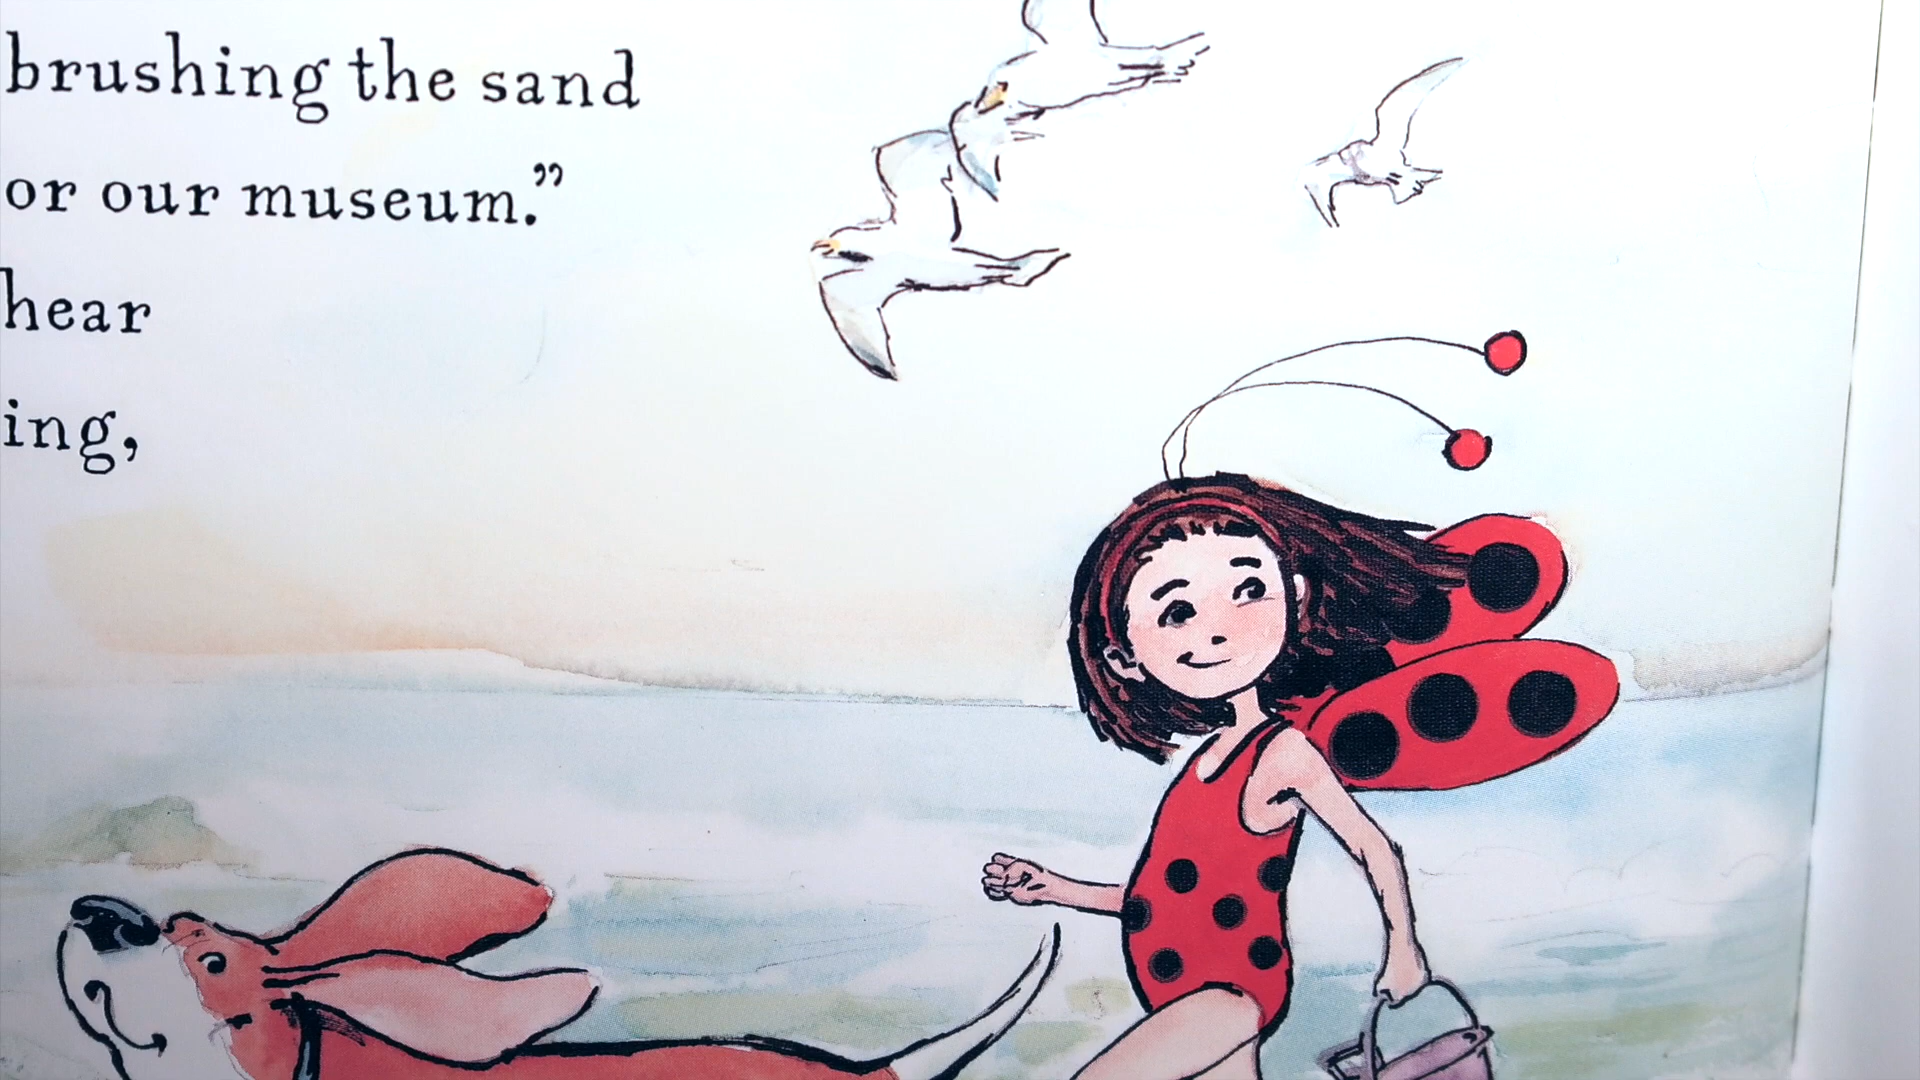 brushing the sand
or our museum.”
hear
ing,